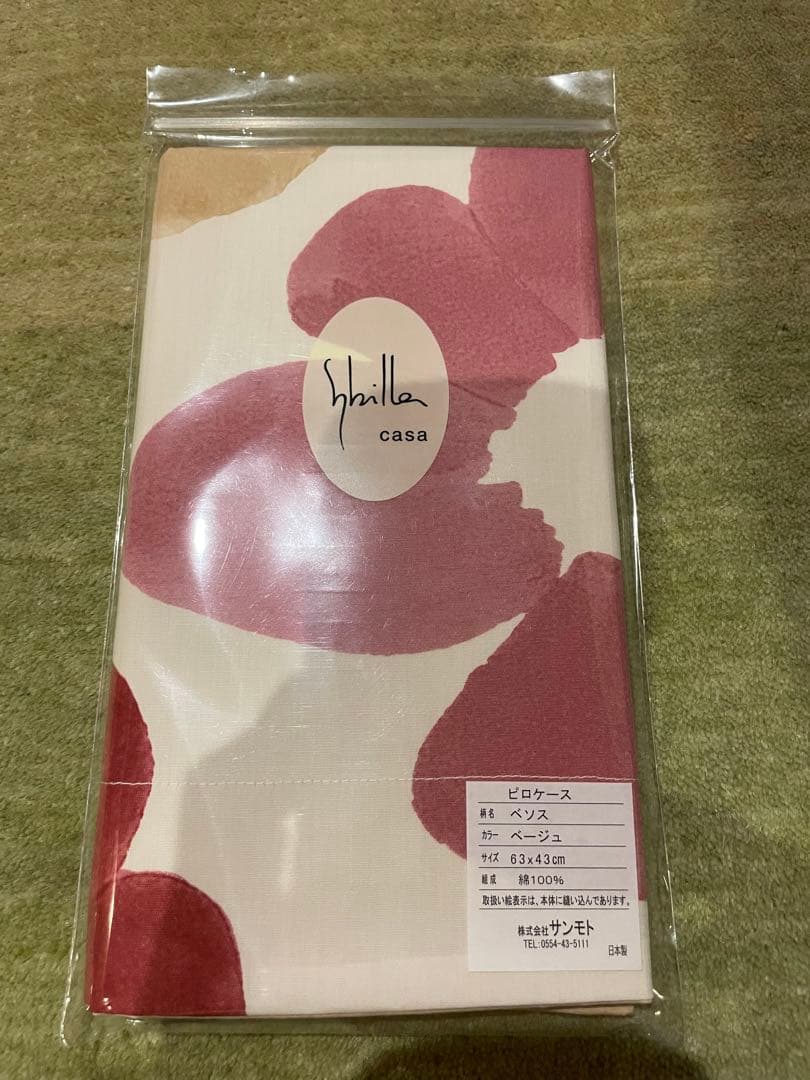 Sybilla
casa
ピロケース
柄名 ベソス
カラー ベージュ
サイズ 63x43cm
組成 綿100%
取扱い絵表示は、本体に縫い込んであります。
株式会社サンモト
TEL:0554-43-5111
日本製